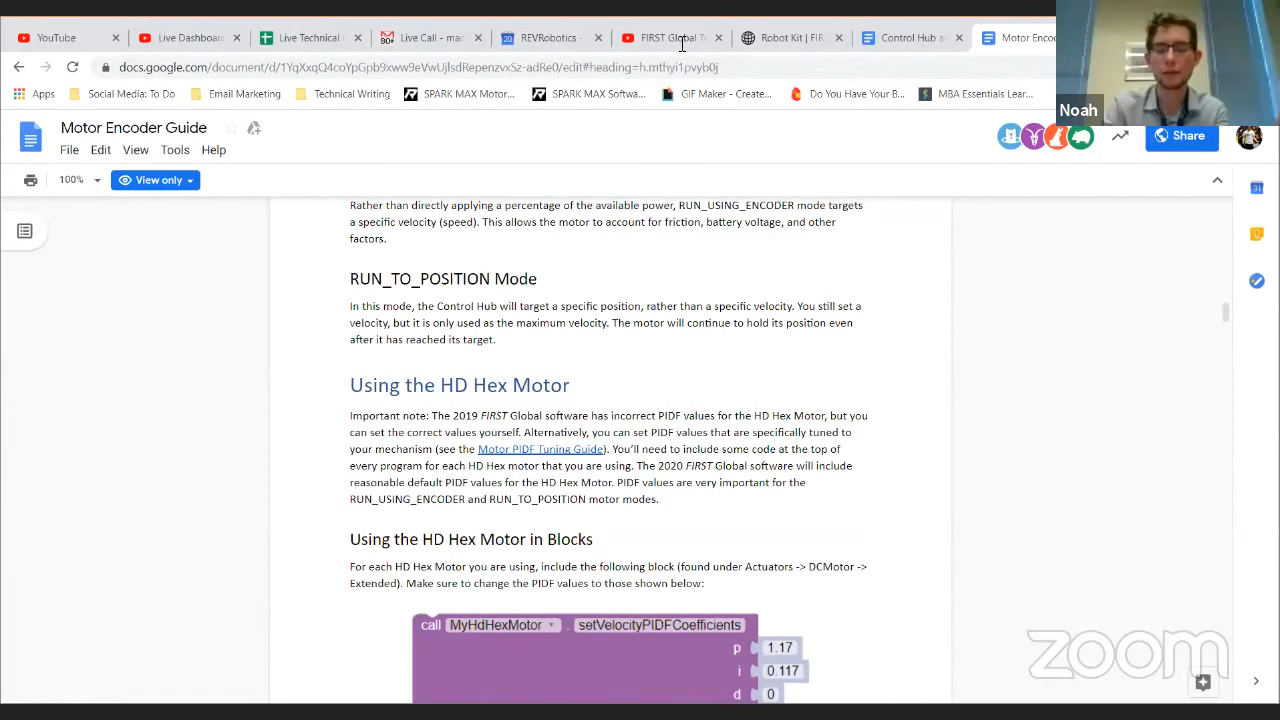 YouTube
Live Dashboar
Live Technical
Live Call – ma
REVRobotics -
FIRST Global T
Robot Kit | FIR
Control Hub a
Motor Enco
docs.google.com/document/d/
/edit#heading=h.mthyi1pvyb0j
Apps
Social Media: To Do
Email Marketing
Technical Writing
SPARK MAX Motor...
SPARK MAX Softwa...
GIF Maker - Create...
Do You Have Your B...
MBA Essentials Lear...
Noah
Motor Encoder Guide
File Edit View Tools Help
Share
100%
View only
Rather than directly applying a percentage of the available power, RUN_USING_ENCODER mode targets
a specific velocity (speed). This allows the motor to account for friction, battery voltage, and other
factors.
RUN_TO_POSITION Mode
In this mode, the Control Hub will target a specific position, rather than a specific velocity. You still set a
velocity, but it is only used as the maximum velocity. The motor will continue to hold its position even
after it has reached its target.
Using the HD Hex Motor
Important note: The 2019 FIRST Global software has incorrect PIDF values for the HD Hex Motor, but you
can set the correct values yourself. Alternatively, you can set PIDF values that are specifically tuned to
your mechanism (see the Motor PIDF Tuning Guide). You'll need to include some code at the top of
every program for each HD Hex motor that you are using. The 2020 FIRST Global software will include
reasonable default PIDF values for the HD Hex Motor. PIDF values are very important for the
RUN_USING_ENCODER and RUN_TO_POSITION motor modes.
Using the HD Hex Motor in Blocks
For each HD Hex Motor you are using, include the following block (found under Actuators -> DCMotor ->
Extended). Make sure to change the PIDF values to those shown below:
call MyHdHexMotor . setVelocityPIDFCoefficients
p 1.17
i 0.117
d 0
zoom